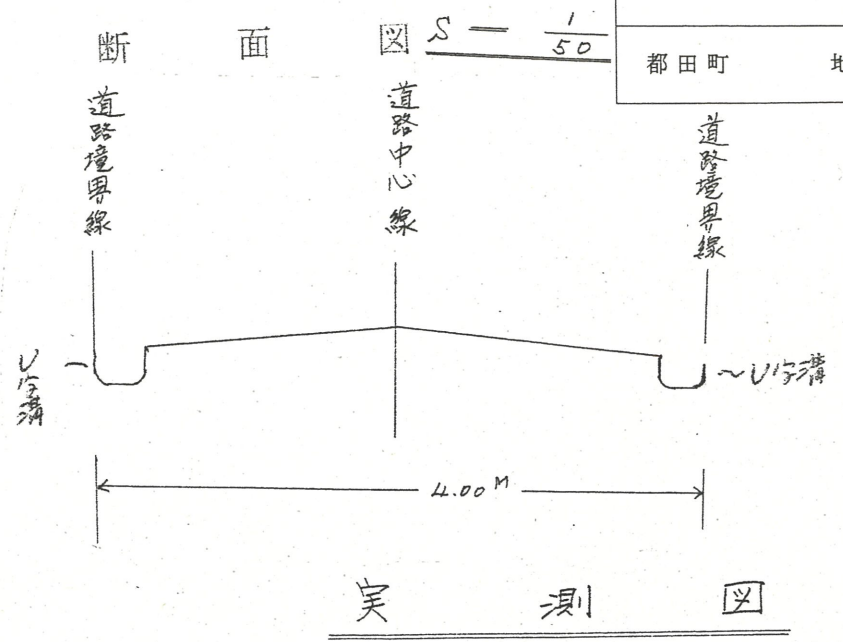 断面図 S = 1/50
都田町 地
道路境界線
道路中心線
道路境界線
U字溝
U字溝
4.00M
実測図